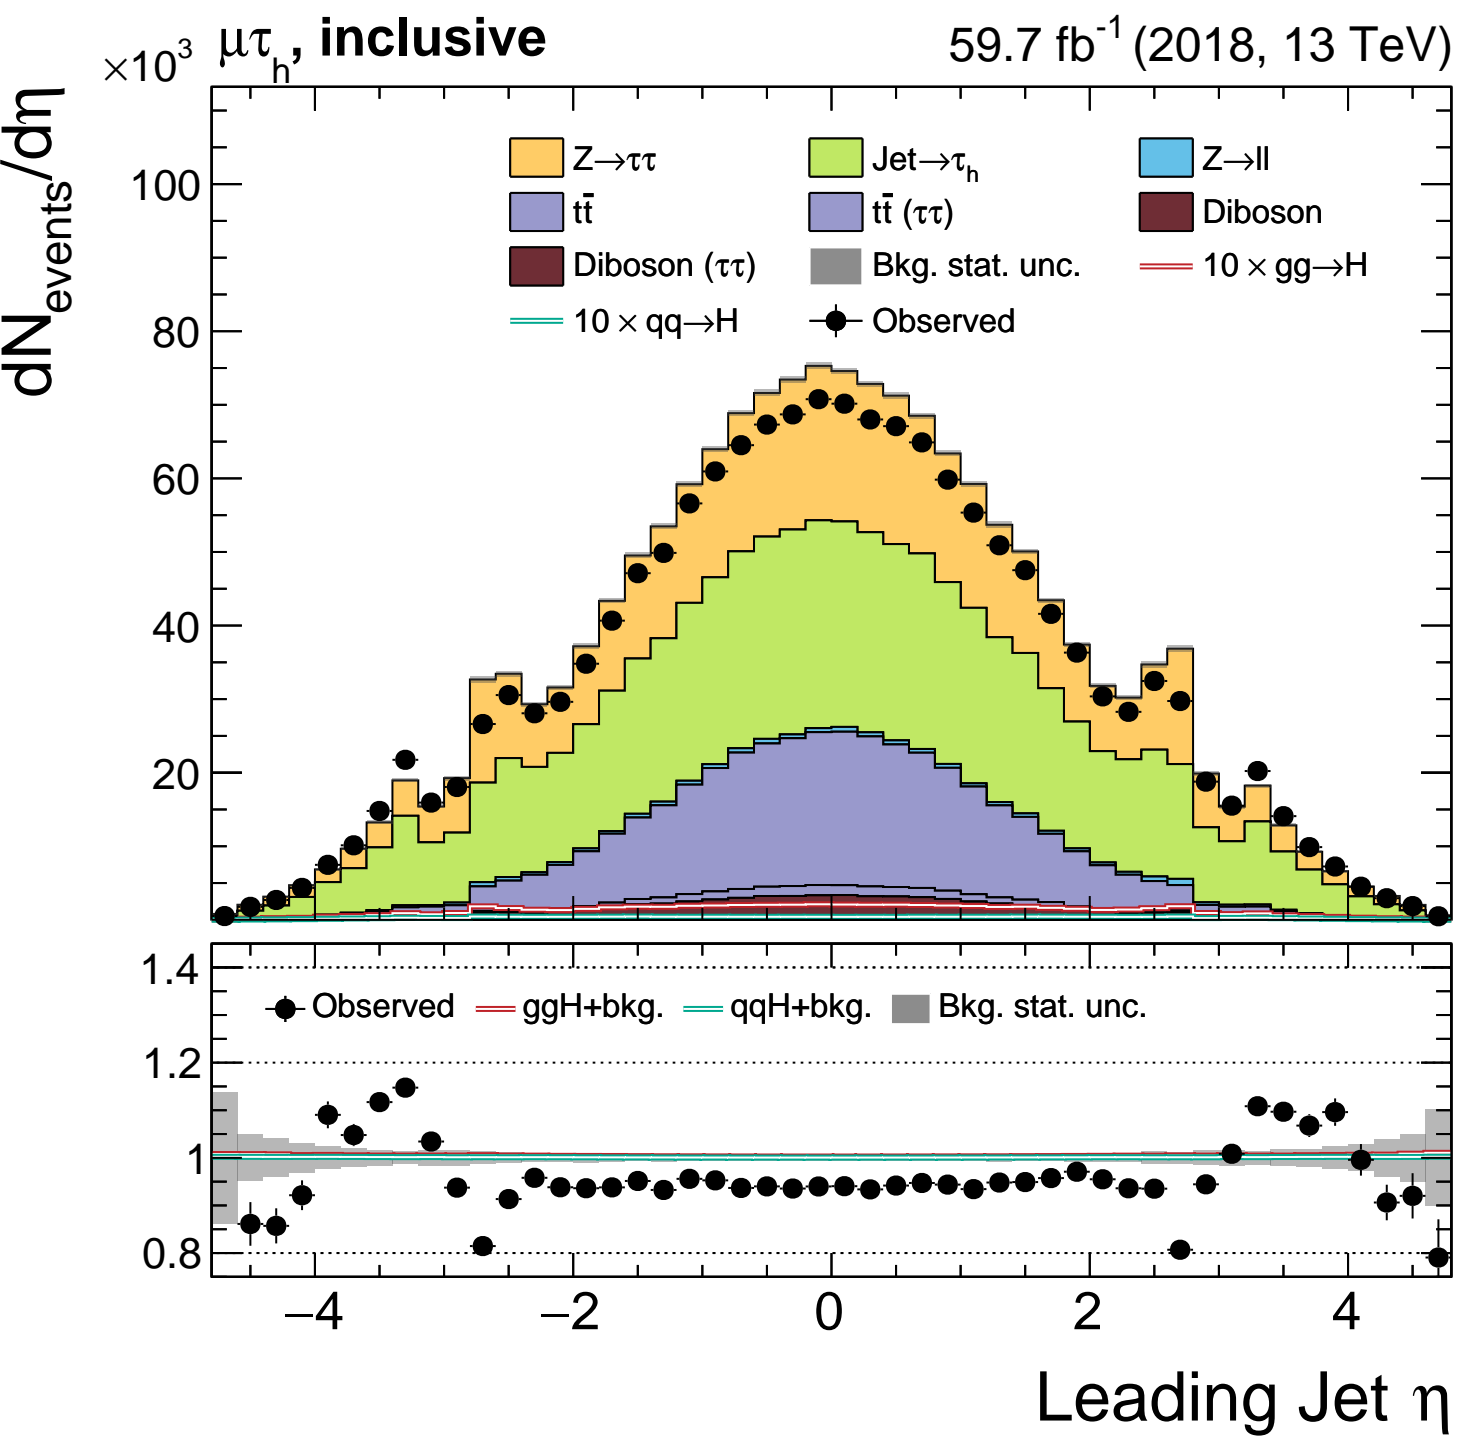 ×10³ μτₕ, inclusive 59.7 fb⁻¹ (2018, 13 TeV)
dN_events/dη
Z→ττ Jet→τₕ Z→ll
tt̄ tt̄ (ττ) Diboson
Diboson (ττ) Bkg. stat. unc. 10 × gg→H
10 × qq→H Observed
100
80
60
40
20
1.4
Observed ggH+bkg. qqH+bkg. Bkg. stat. unc.
1.2
1
0.8
−4 −2 0 2 4
Leading Jet η